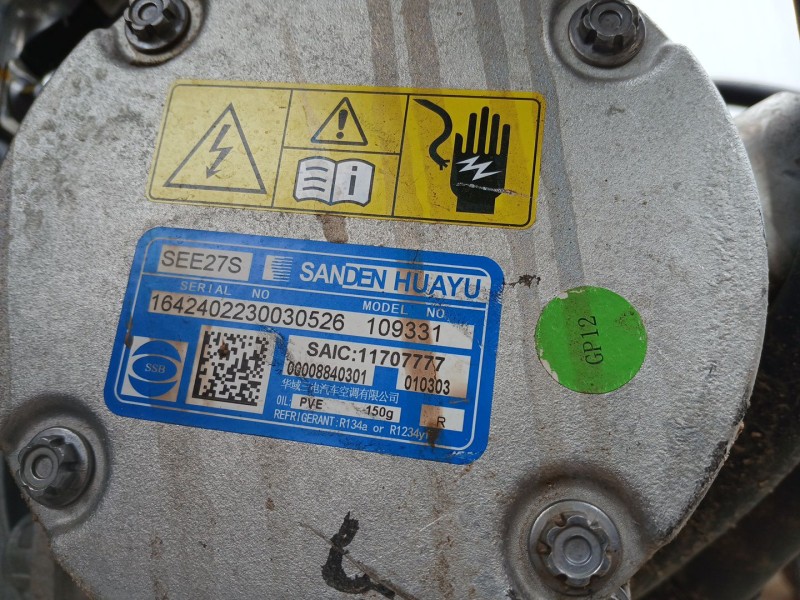 SEE27S SANDEN HUAYU
SERIAL NO MODEL NO
1642402230030526 109331
SAIC:11707777
00008840301 010303
华域三电汽车空调有限公司
SSB
OIL: PVE 150g
R
REFRIGERANT:R134a or R1234yf
GP12